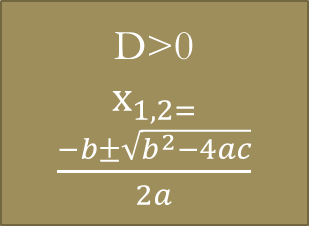 D>0
x₁,₂₌
−b±√b²−4ac
2a